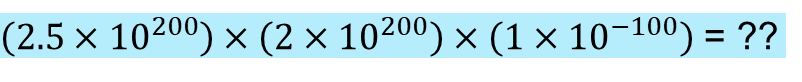 (2.5 × 10²⁰⁰) × (2 × 10²⁰⁰) × (1 × 10⁻¹⁰⁰) = ??